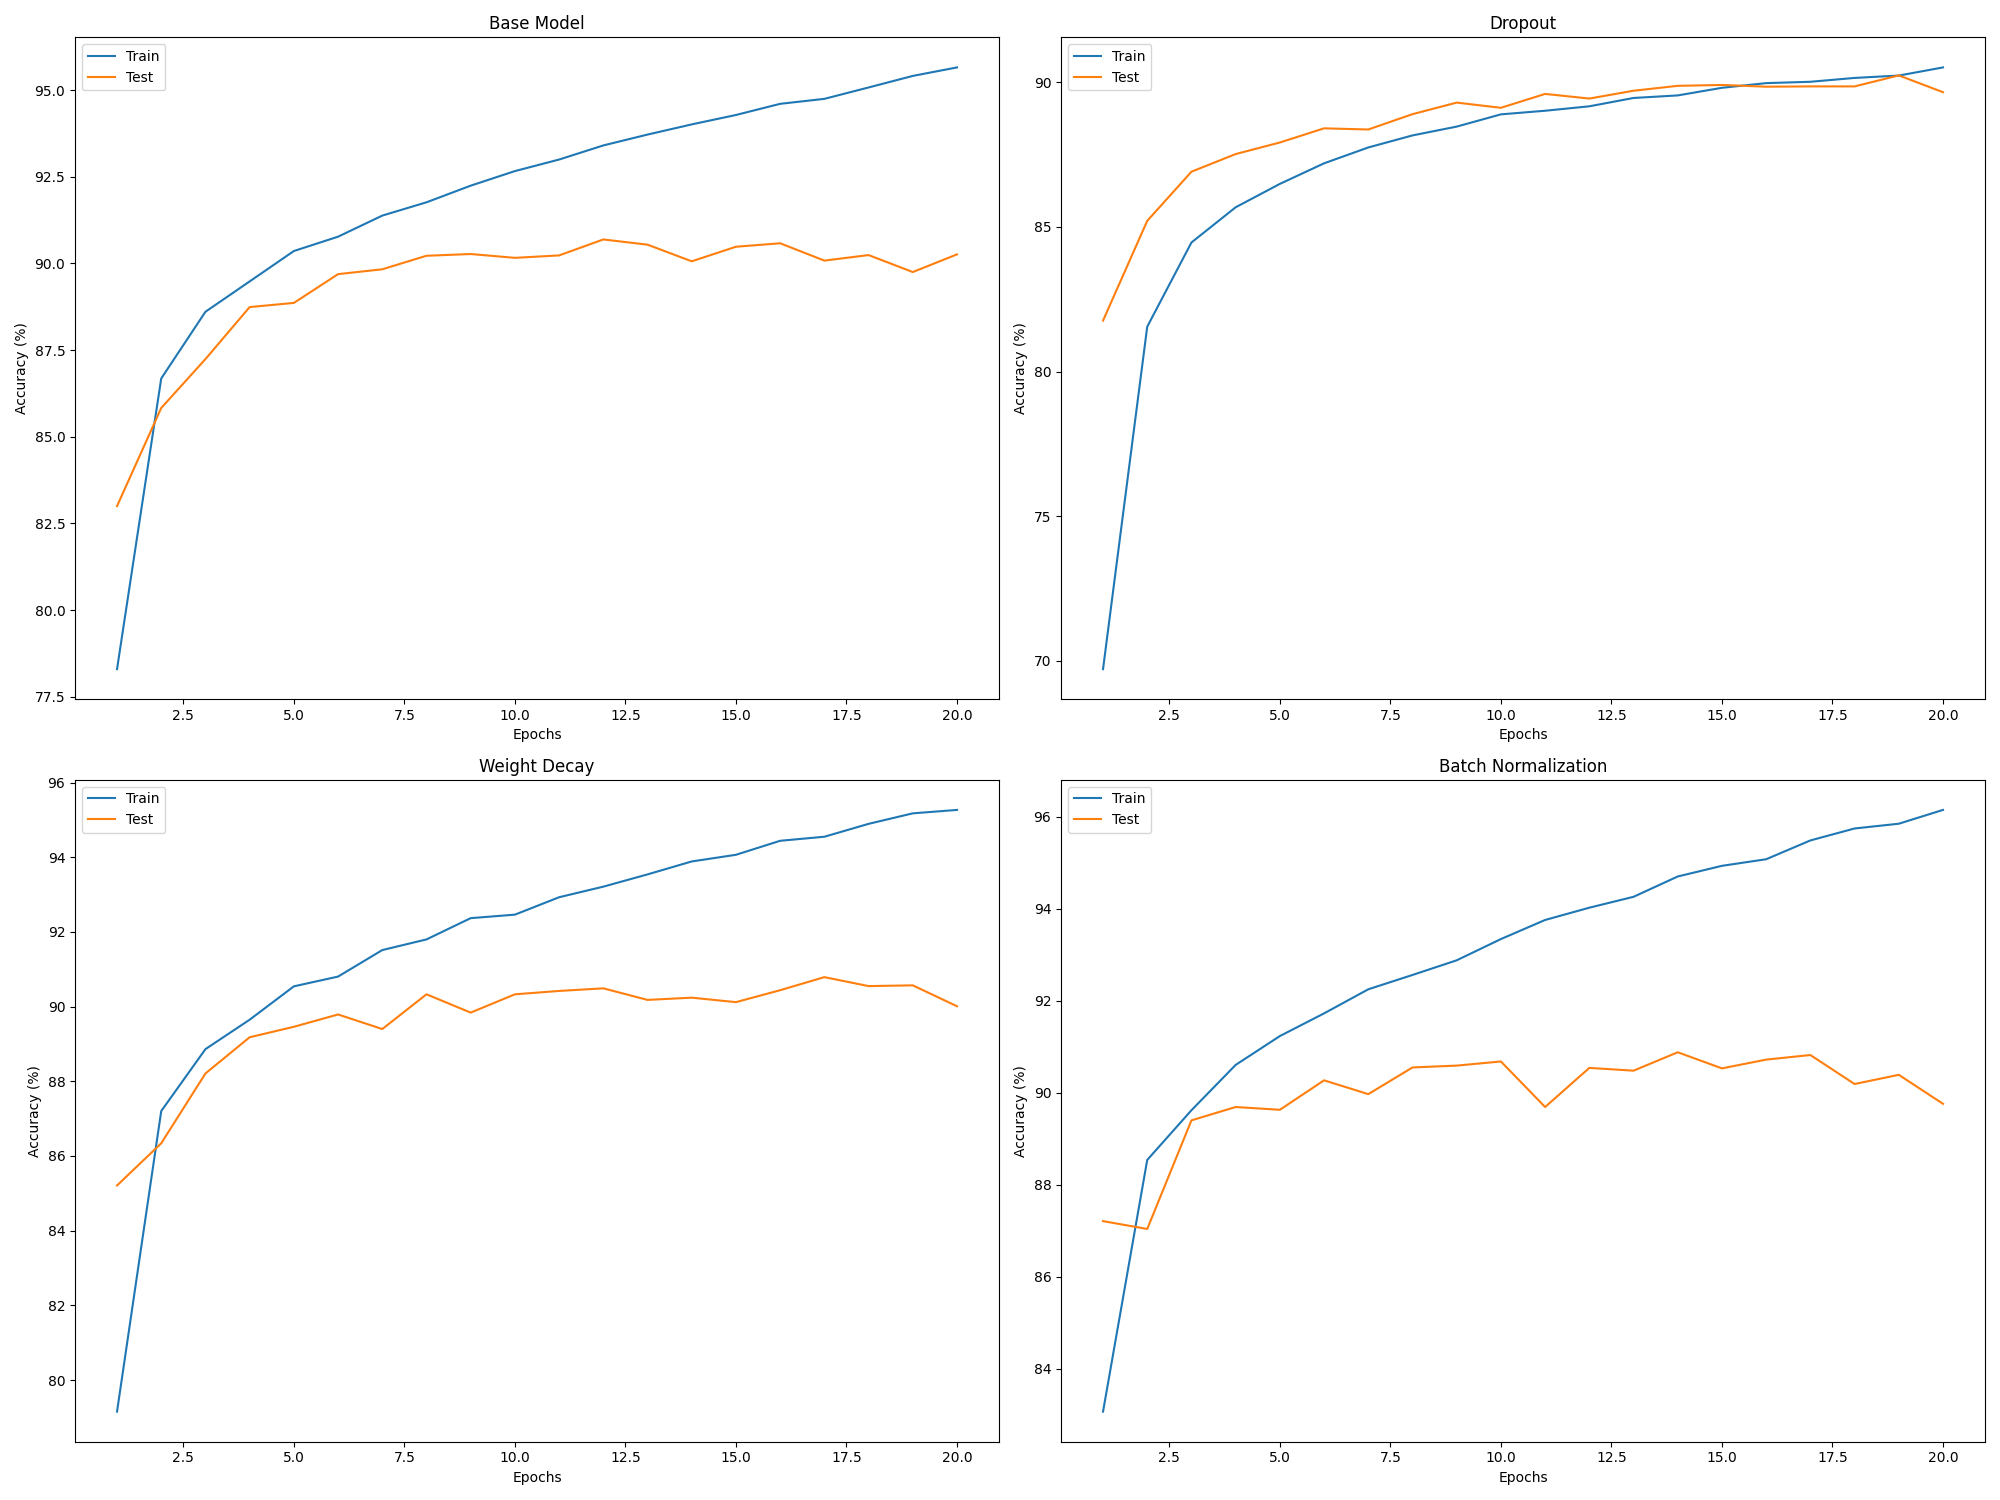 Base Model
Train
Test
Accuracy (%)
95.0
92.5
90.0
87.5
85.0
82.5
80.0
77.5
2.5 5.0 7.5 10.0 12.5 15.0 17.5 20.0
Epochs
Dropout
Train
Test
Accuracy (%)
90
85
80
75
70
2.5 5.0 7.5 10.0 12.5 15.0 17.5 20.0
Epochs
Weight Decay
Train
Test
Accuracy (%)
96
94
92
90
88
86
84
82
80
2.5 5.0 7.5 10.0 12.5 15.0 17.5 20.0
Epochs
Batch Normalization
Train
Test
Accuracy (%)
96
94
92
90
88
86
84
2.5 5.0 7.5 10.0 12.5 15.0 17.5 20.0
Epochs